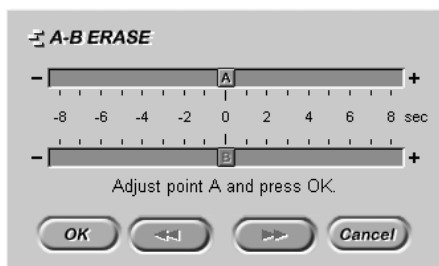 A-B ERASE
– A +
-8 -6 -4 -2 0 2 4 6 8 sec
– B +
Adjust point A and press OK.
OK Cancel